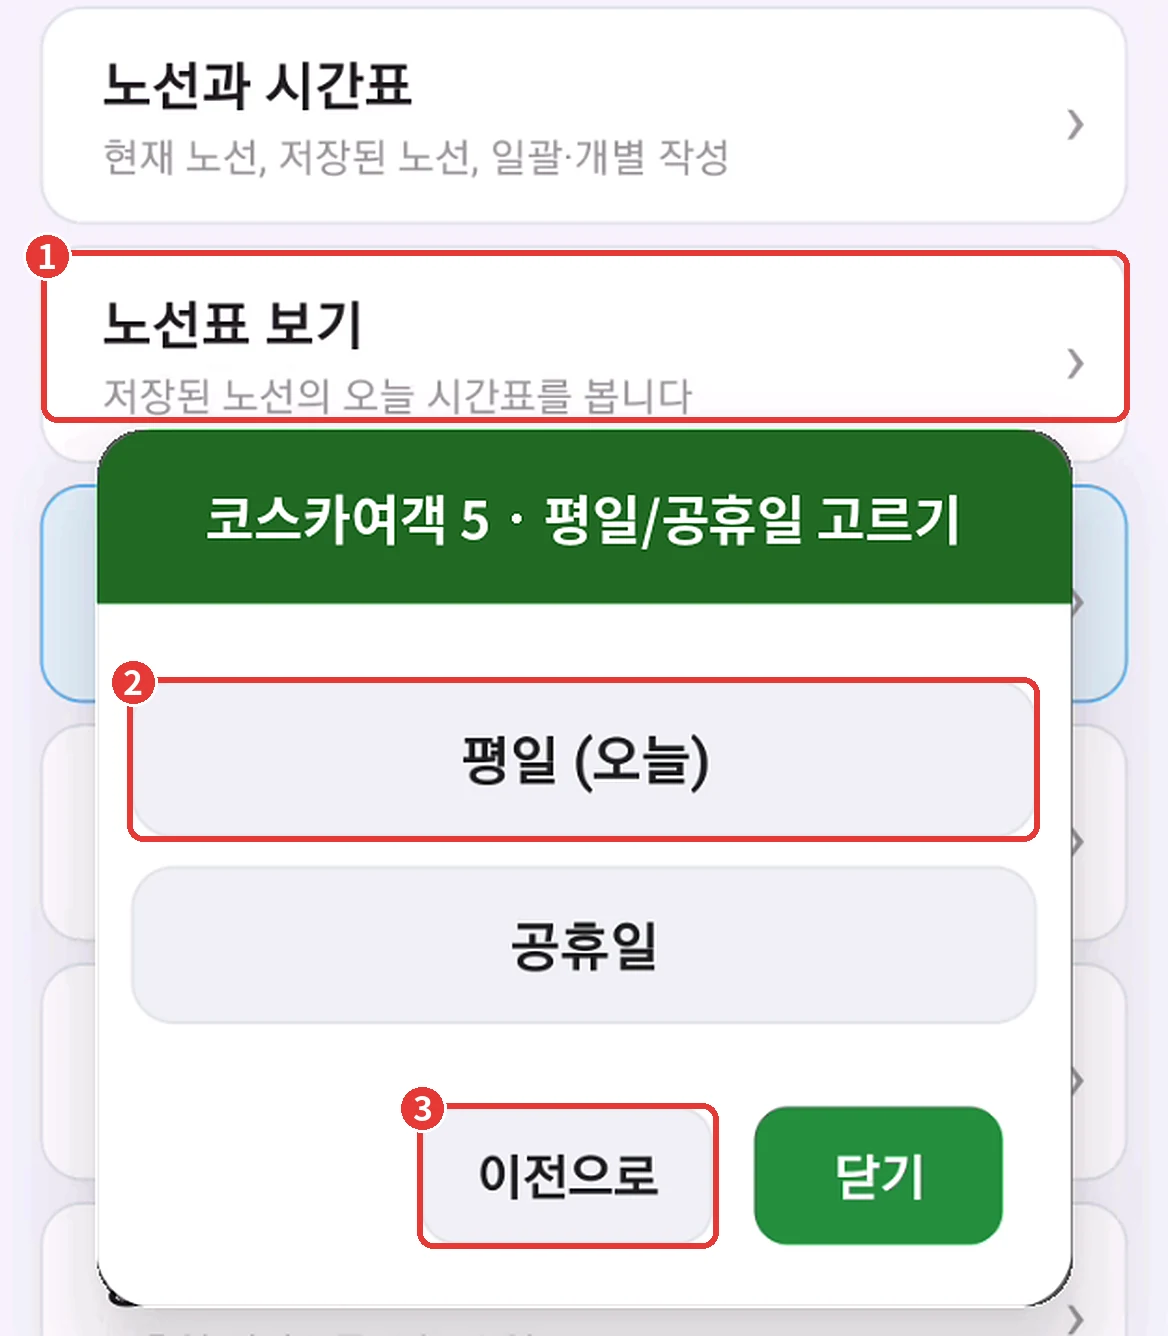 노선과 시간표
현재 노선, 저장된 노선, 일괄·개별 작성
1
노선표 보기
저장된 노선의 오늘 시간표를 봅니다
코스카여객 5 · 평일/공휴일 고르기
2
평일 (오늘)
공휴일
3
이전으로
닫기